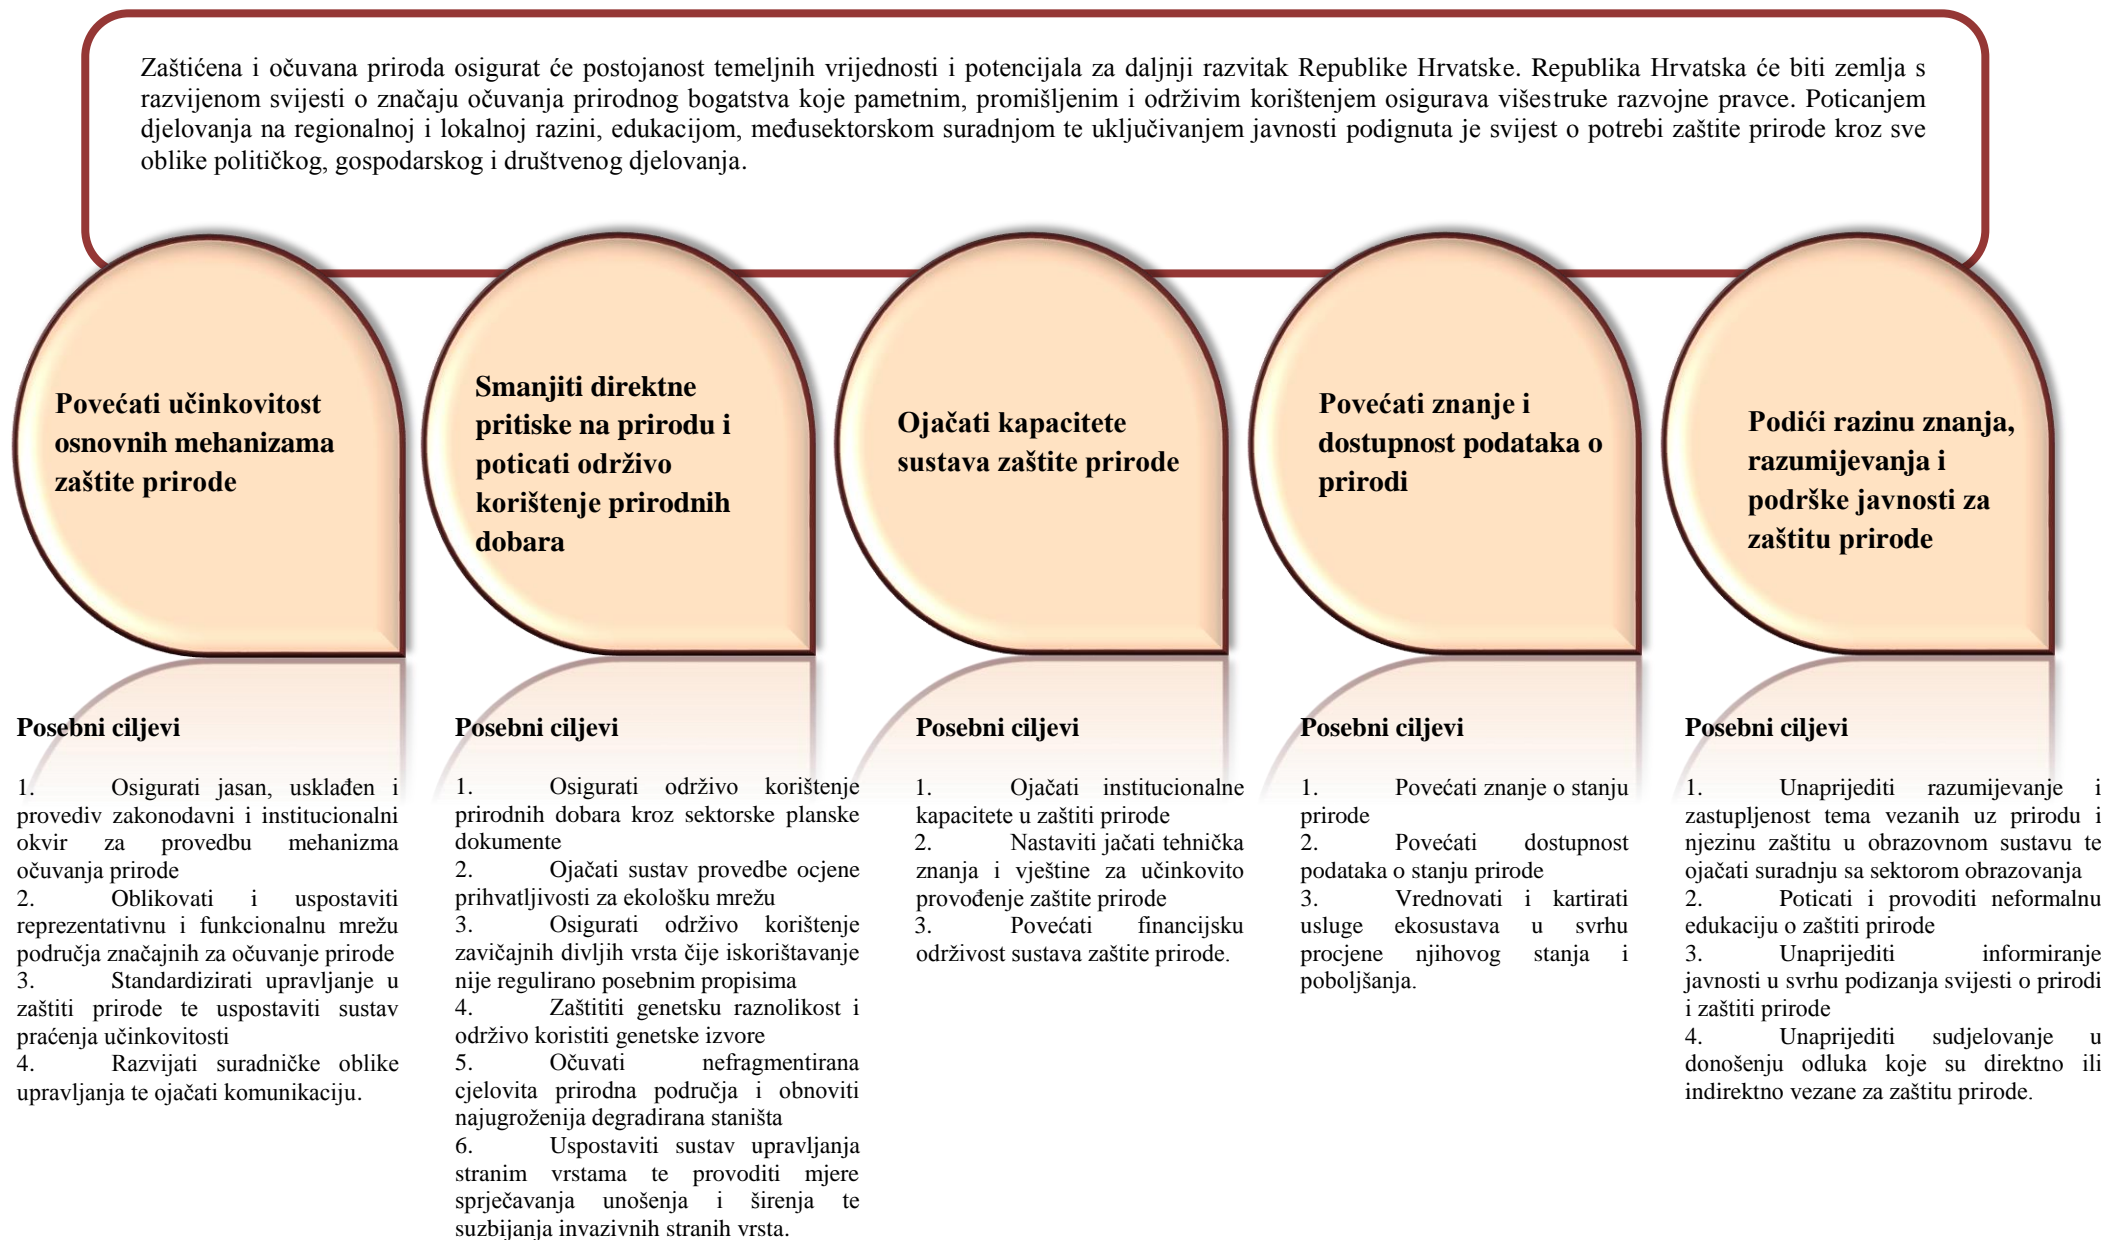 Zaštićena i očuvana priroda osigurat će postojanost temeljnih vrijednosti i potencijala za daljnji razvitak Republike Hrvatske. Republika Hrvatska će biti zemlja s
razvijenom svijesti o značaju očuvanja prirodnog bogatstva koje pametnim, promišljenim i održivim korištenjem osigurava višestruke razvojne pravce. Poticanjem
djelovanja na regionalnoj i lokalnoj razini, edukacijom, međusektorskom suradnjom te uključivanjem javnosti podignuta je svijest o potrebi zaštite prirode kroz sve
oblike političkog, gospodarskog i društvenog djelovanja.
Povećati učinkovitost
osnovnih mehanizama
zaštite prirode
Smanjiti direktne
pritiske na prirodu i
poticati održivo
korištenje prirodnih
dobara
Ojačati kapacitete
sustava zaštite prirode
Povećati znanje i
dostupnost podataka o
prirodi
Podići razinu znanja,
razumijevanja i
podrške javnosti za
zaštitu prirode
Posebni ciljevi
1. Osigurati jasan, usklađen i
provediv zakonodavni i institucionalni
okvir za provedbu mehanizma
očuvanja prirode
2. Oblikovati i uspostaviti
reprezentativnu i funkcionalnu mrežu
područja značajnih za očuvanje prirode
3. Standardizirati upravljanje u
zaštiti prirode te uspostaviti sustav
praćenja učinkovitosti
4. Razvijati suradničke oblike
upravljanja te ojačati komunikaciju.
Posebni ciljevi
1. Osigurati održivo korištenje
prirodnih dobara kroz sektorske planske
dokumente
2. Ojačati sustav provedbe ocjene
prihvatljivosti za ekološku mrežu
3. Osigurati održivo korištenje
zavičajnih divljih vrsta čije iskorištavanje
nije regulirano posebnim propisima
4. Zaštititi genetsku raznolikost i
održivo koristiti genetske izvore
5. Očuvati nefragmentirana
cjelovita prirodna područja i obnoviti
najugroženija degradirana staništa
6. Uspostaviti sustav upravljanja
stranim vrstama te provoditi mjere
sprječavanja unošenja i širenja te
suzbijanja invazivnih stranih vrsta.
Posebni ciljevi
1. Ojačati institucionalne
kapacitete u zaštiti prirode
2. Nastaviti jačati tehnička
znanja i vještine za učinkovito
provođenje zaštite prirode
3. Povećati financijsku
održivost sustava zaštite prirode.
Posebni ciljevi
1. Povećati znanje o stanju
prirode
2. Povećati dostupnost
podataka o stanju prirode
3. Vrednovati i kartirati
usluge ekosustava u svrhu
procjene njihovog stanja i
poboljšanja.
Posebni ciljevi
1. Unaprijediti razumijevanje i
zastupljenost tema vezanih uz prirodu i
njezinu zaštitu u obrazovnom sustavu te
ojačati suradnju sa sektorom obrazovanja
2. Poticati i provoditi neformalnu
edukaciju o zaštiti prirode
3. Unaprijediti informiranje
javnosti u svrhu podizanja svijesti o prirodi
i zaštiti prirode
4. Unaprijediti sudjelovanje u
donošenju odluka koje su direktno ili
indirektno vezane za zaštitu prirode.